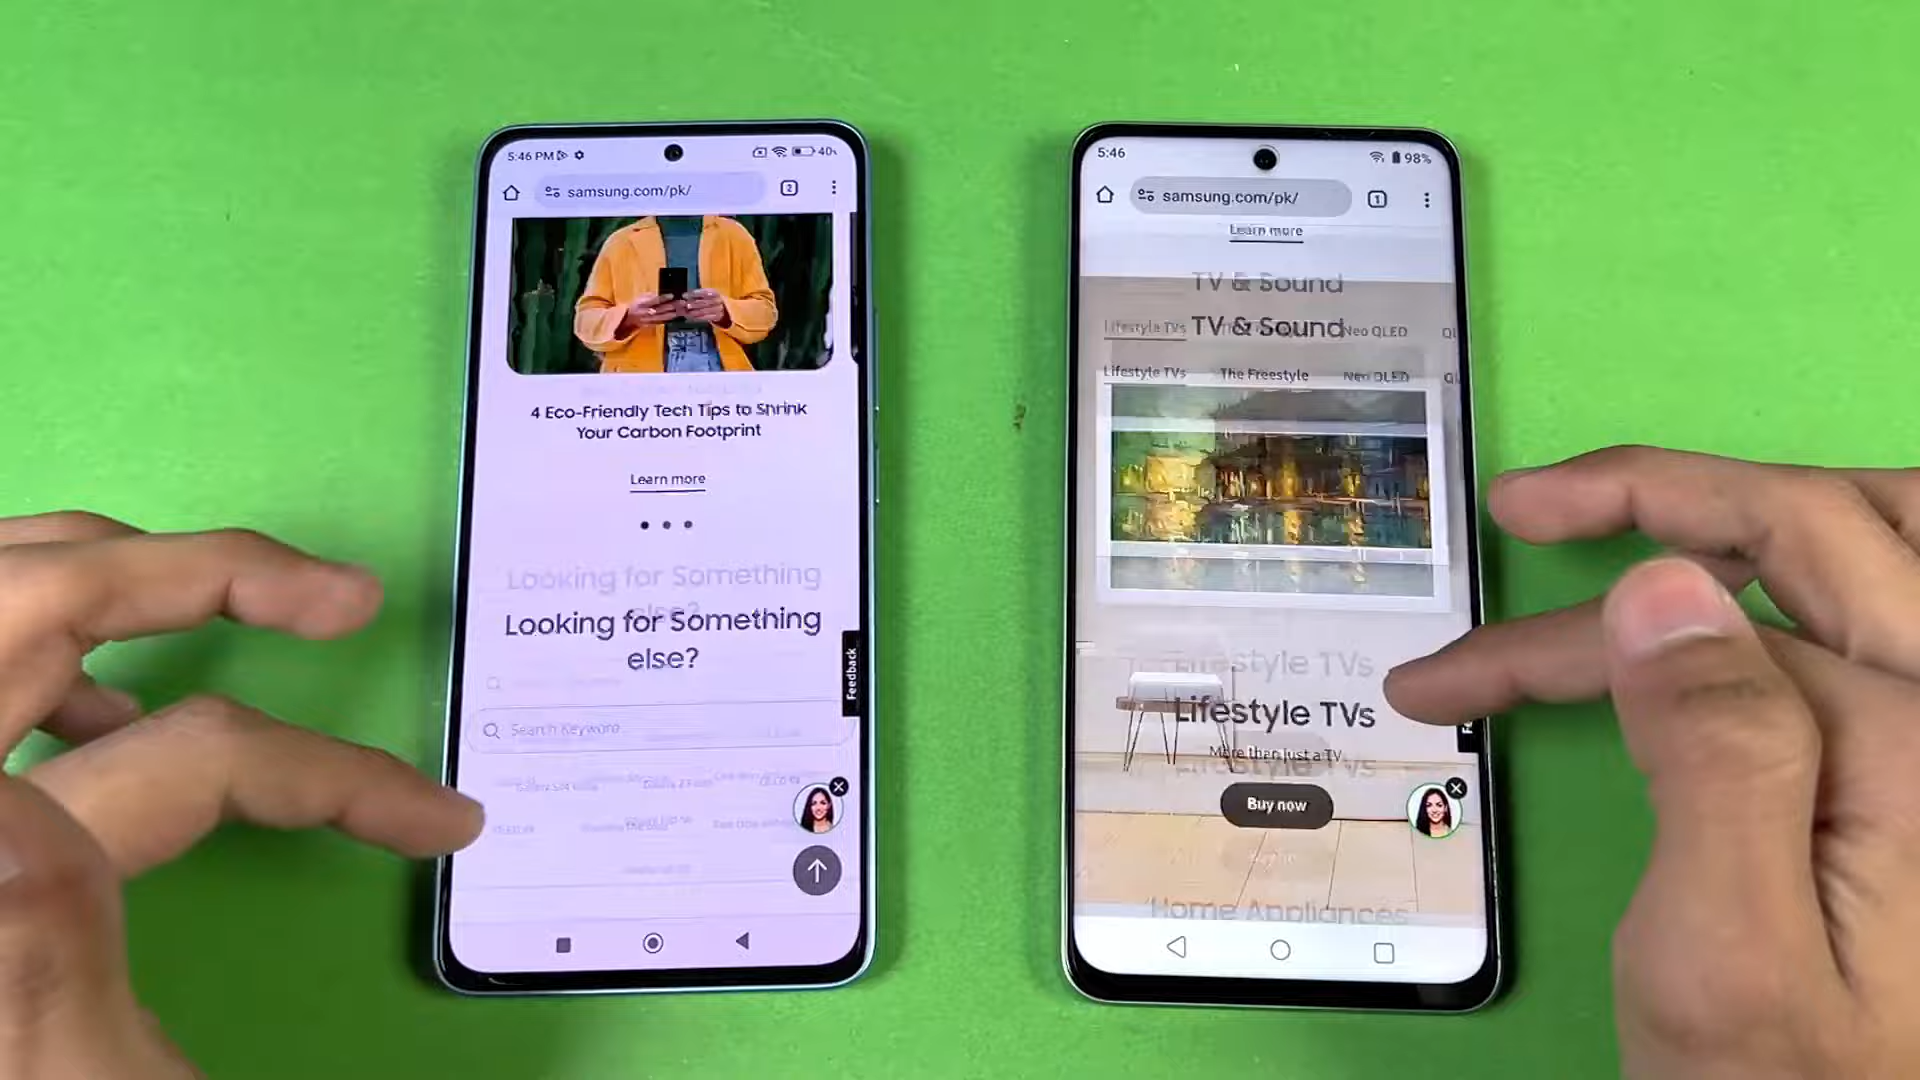 5:46 PM
40%
samsung.com/pk/
2
4 Eco-Friendly Tech Tips to Shrink
Your Carbon Footprint
Learn more
Looking for Something
else?
Looking for Something
else?
Feedback
Search Keyword
5:46
98%
samsung.com/pk/
1
Learn more
TV & Sound
TV & Sound
Lifestyle TVs
Neo QLED
Lifestyle TVs
The Freestyle
Neo QLED
Lifestyle TVs
Lifestyle TVs
More than just a TV
Lifestyle TVs
Buy now
Home Appliances